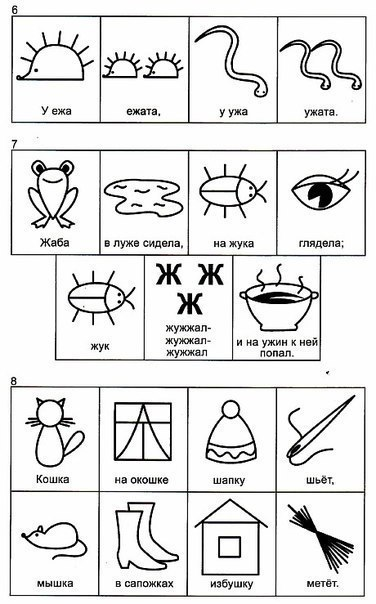 6
У ежа ежата, у ужа ужата.
7
Жаба в луже сидела, на жука глядела;
Ж Ж
Ж
жужжал-
жужжал-
жук жужжал и на ужин к ней
попал.
8
Кошка на окошке шапку шьёт,
мышка в сапожках избушку метёт.